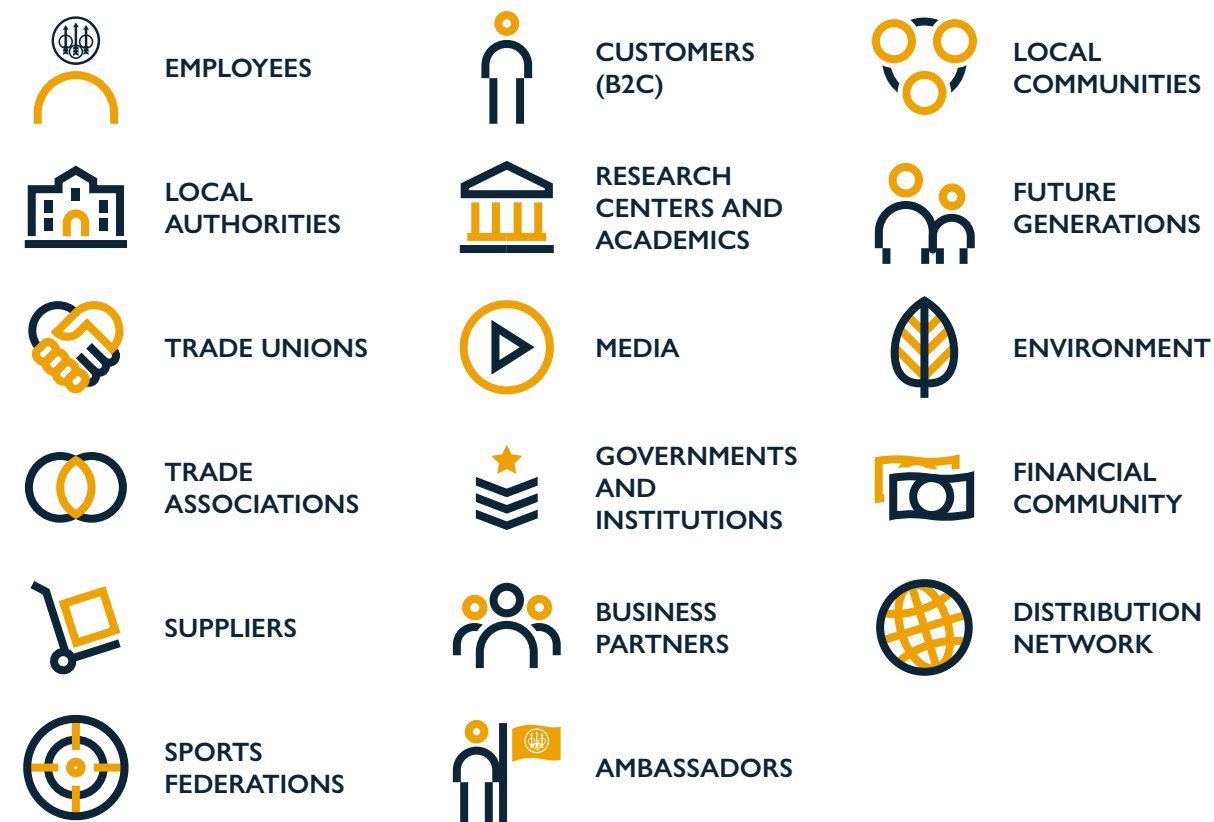 EMPLOYEES
CUSTOMERS
(B2C)
LOCAL
COMMUNITIES
LOCAL
AUTHORITIES
RESEARCH
CENTERS AND
ACADEMICS
FUTURE
GENERATIONS
TRADE UNIONS
MEDIA
ENVIRONMENT
TRADE
ASSOCIATIONS
GOVERNMENTS
AND
INSTITUTIONS
FINANCIAL
COMMUNITY
SUPPLIERS
BUSINESS
PARTNERS
DISTRIBUTION
NETWORK
SPORTS
FEDERATIONS
AMBASSADORS